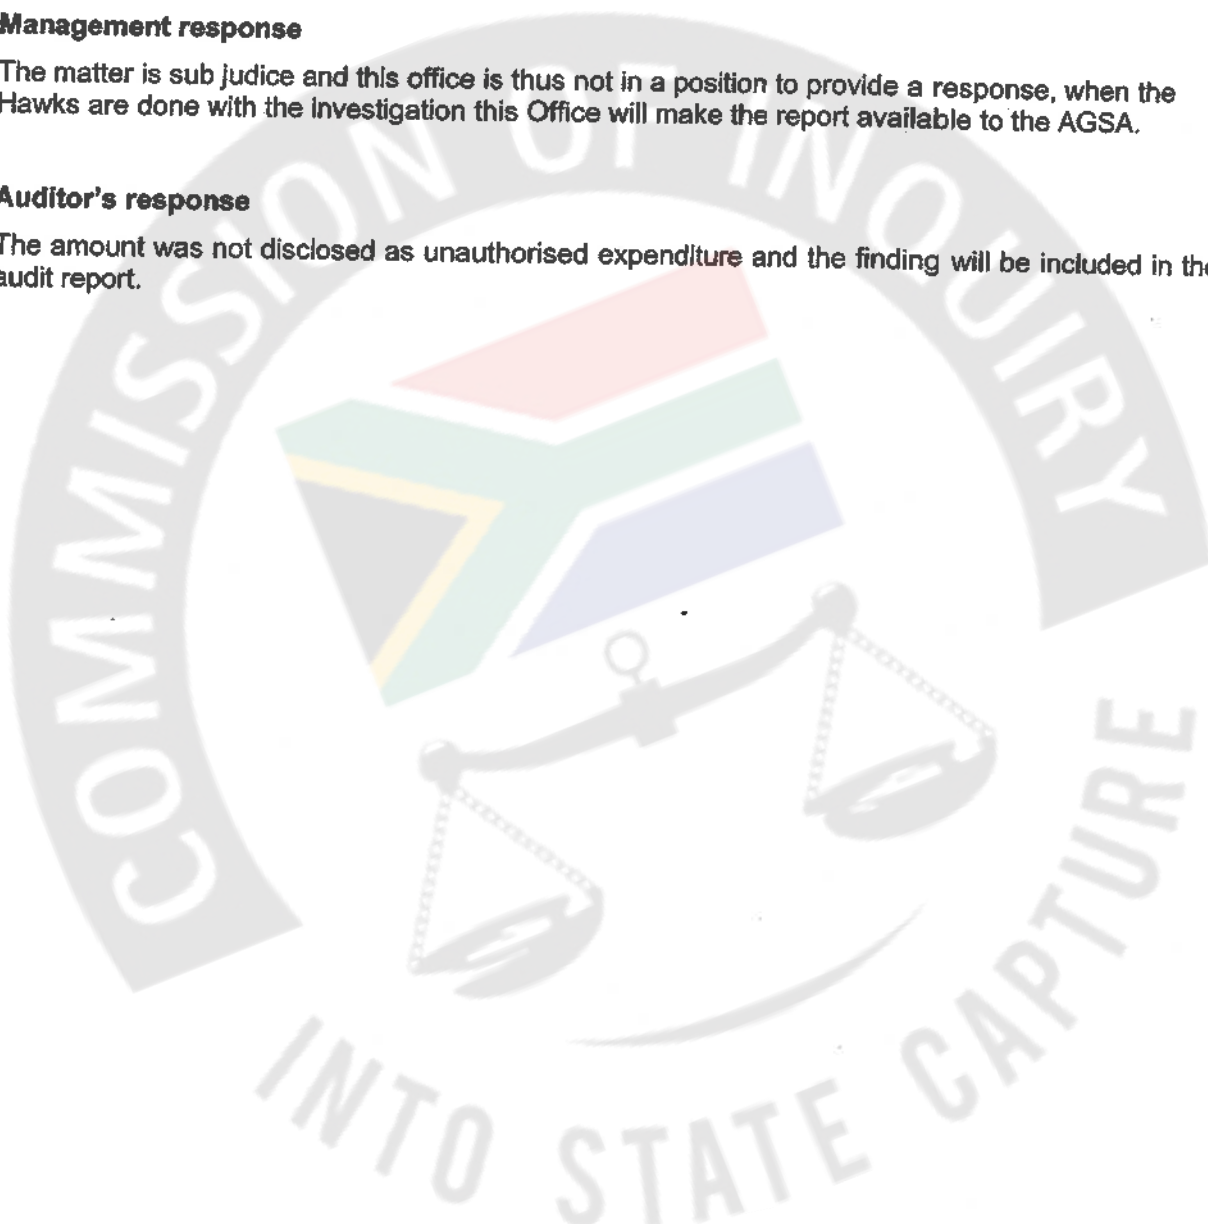 Management response
The matter is sub judice and this office is thus not in a position to provide a response, when the
Hawks are done with the investigation this Office will make the report available to the AGSA.
Auditor's response
The amount was not disclosed as unauthorised expenditure and the finding will be included in the
audit report.
COMMISSION OF INQUIRY
INTO STATE CAPTURE